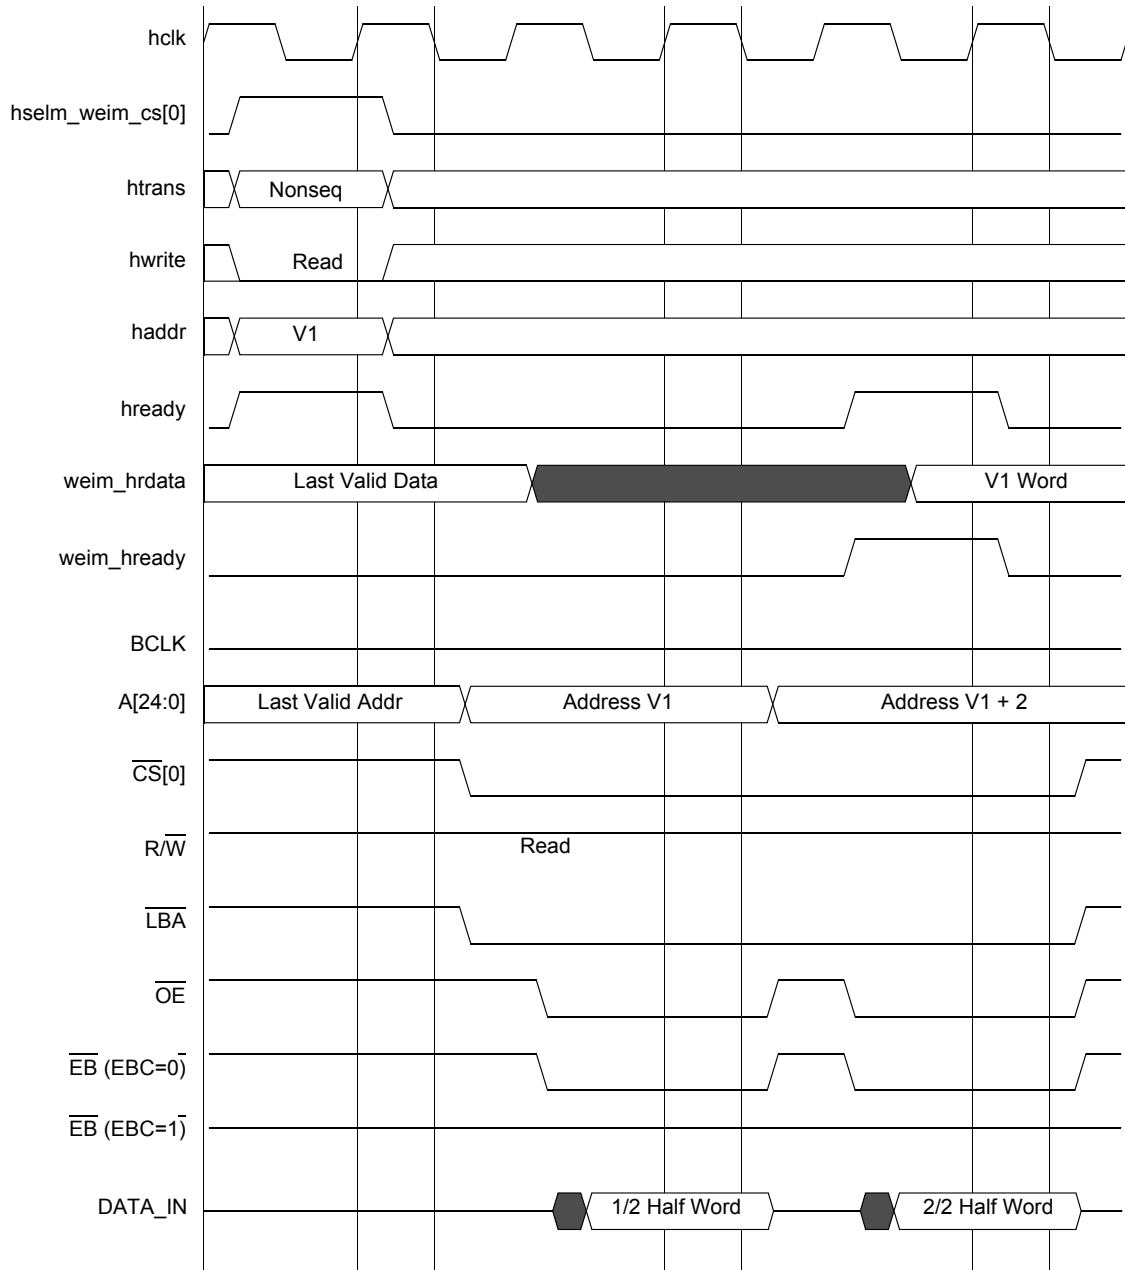 hclk
hselm_weim_cs[0]
htrans Nonseq
hwrite Read
haddr V1
hready
weim_hrdata Last Valid Data V1 Word
weim_hready
BCLK
A[24:0] Last Valid Addr Address V1 Address V1 + 2
CS[0]
R/W Read
LBA
OE
EB (EBC=0)
EB (EBC=1)
DATA_IN 1/2 Half Word 2/2 Half Word